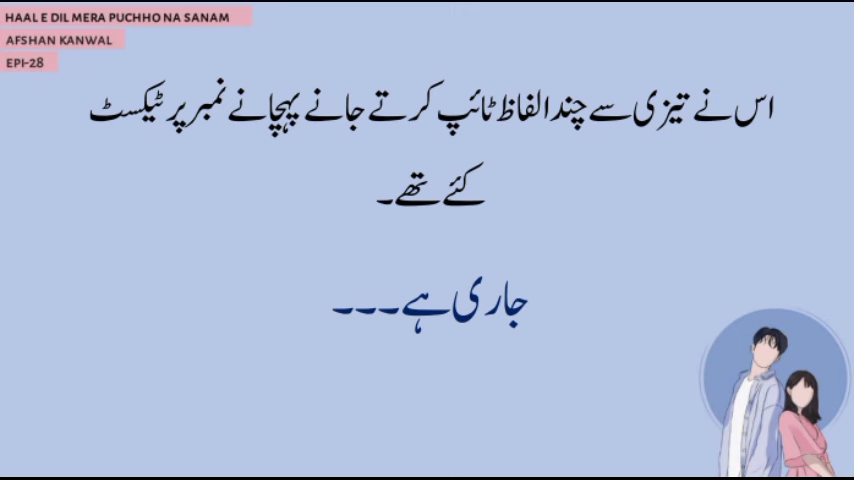 HAAL E DIL MERA PUCHHO NA SANAM
AFSHAN KANWAL
EPI-28
اس نے تیزی سے چند الفاظ ٹائپ کرتے جانے پہچانے نمبر پر ٹیکسٹ
کئے تھے۔
جاری ہے۔۔۔